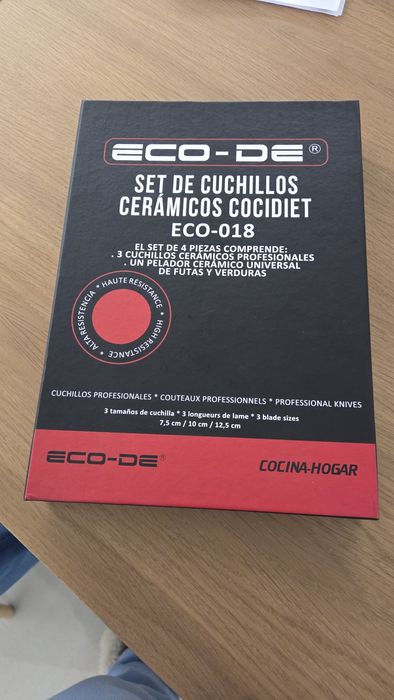 ECO-DE®
SET DE CUCHILLOS
CERÁMICOS COCIDIET
ECO-018
EL SET DE 4 PIEZAS COMPRENDE:
. 3 CUCHILLOS CERÁMICOS PROFESIONALES
. UN PELADOR CERÁMICO UNIVERSAL
DE FUTAS Y VERDURAS
* HAUTE RÉSISTANCE * HIGH RESISTANCE * ALTA RESISTENCIA
CUCHILLOS PROFESIONALES * COUTEAUX PROFESSIONNELS * PROFESSIONAL KNIVES
3 tamaños de cuchilla * 3 longueurs de lame * 3 blade sizes
7,5 cm / 10 cm / 12,5 cm
ECO-DE®
COCINA-HOGAR